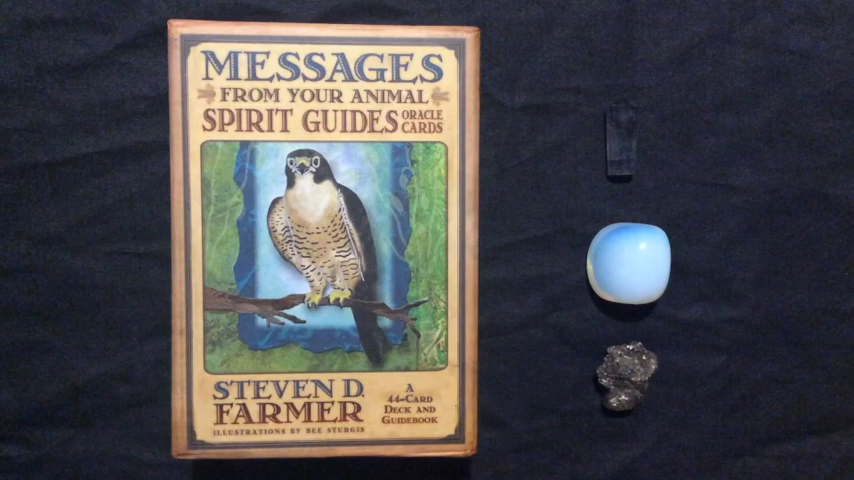 MESSAGES
FROM YOUR ANIMAL
SPIRIT GUIDES ORACLE CARDS
STEVEN D.
FARMER
ILLUSTRATIONS BY BEE STURGIS
A
44-CARD
DECK AND
GUIDEBOOK